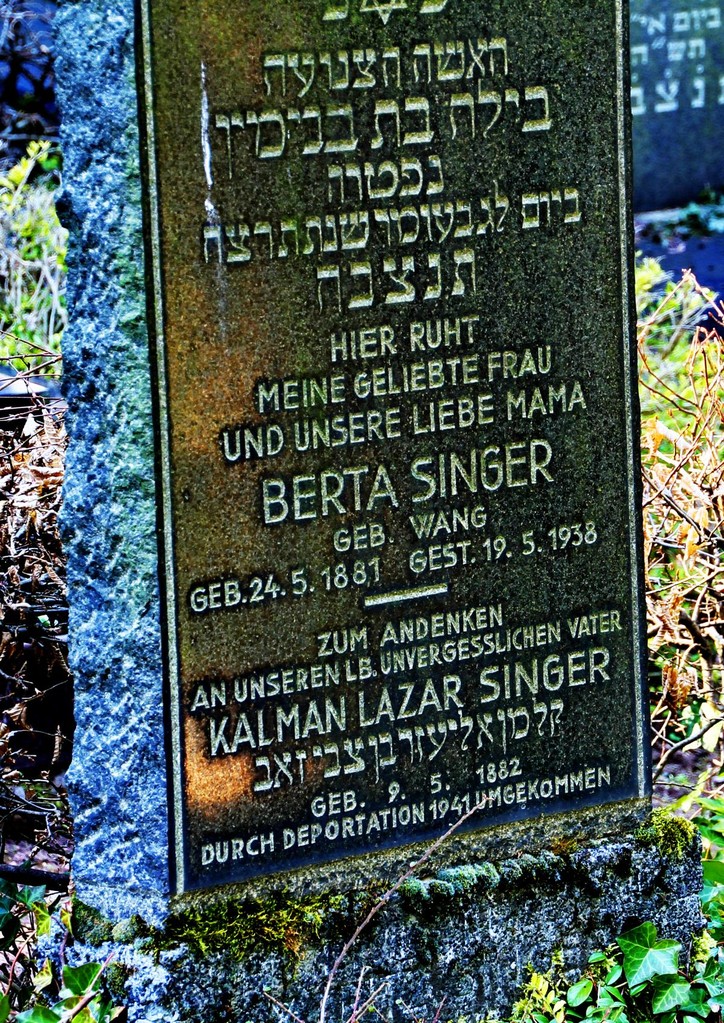 האשה הצנועה
בילה בת בנימין
נפטרה
ביום לג בעומר שנת תרצח
תנצבה
HIER RUHT
MEINE GELIEBTE FRAU
UND UNSERE LIEBE MAMA
BERTA SINGER
GEB. WANG
GEB. 24. 5. 1881 GEST. 19. 5. 1938
ZUM ANDENKEN
AN UNSEREN LB. UNVERGESSLICHEN VATER
KALMAN LAZAR SINGER
קלמן אליעזר בן צבי זאב
GEB. 9. 5. 1882
DURCH DEPORTATION 1941 UMGEKOMMEN
ביום א'